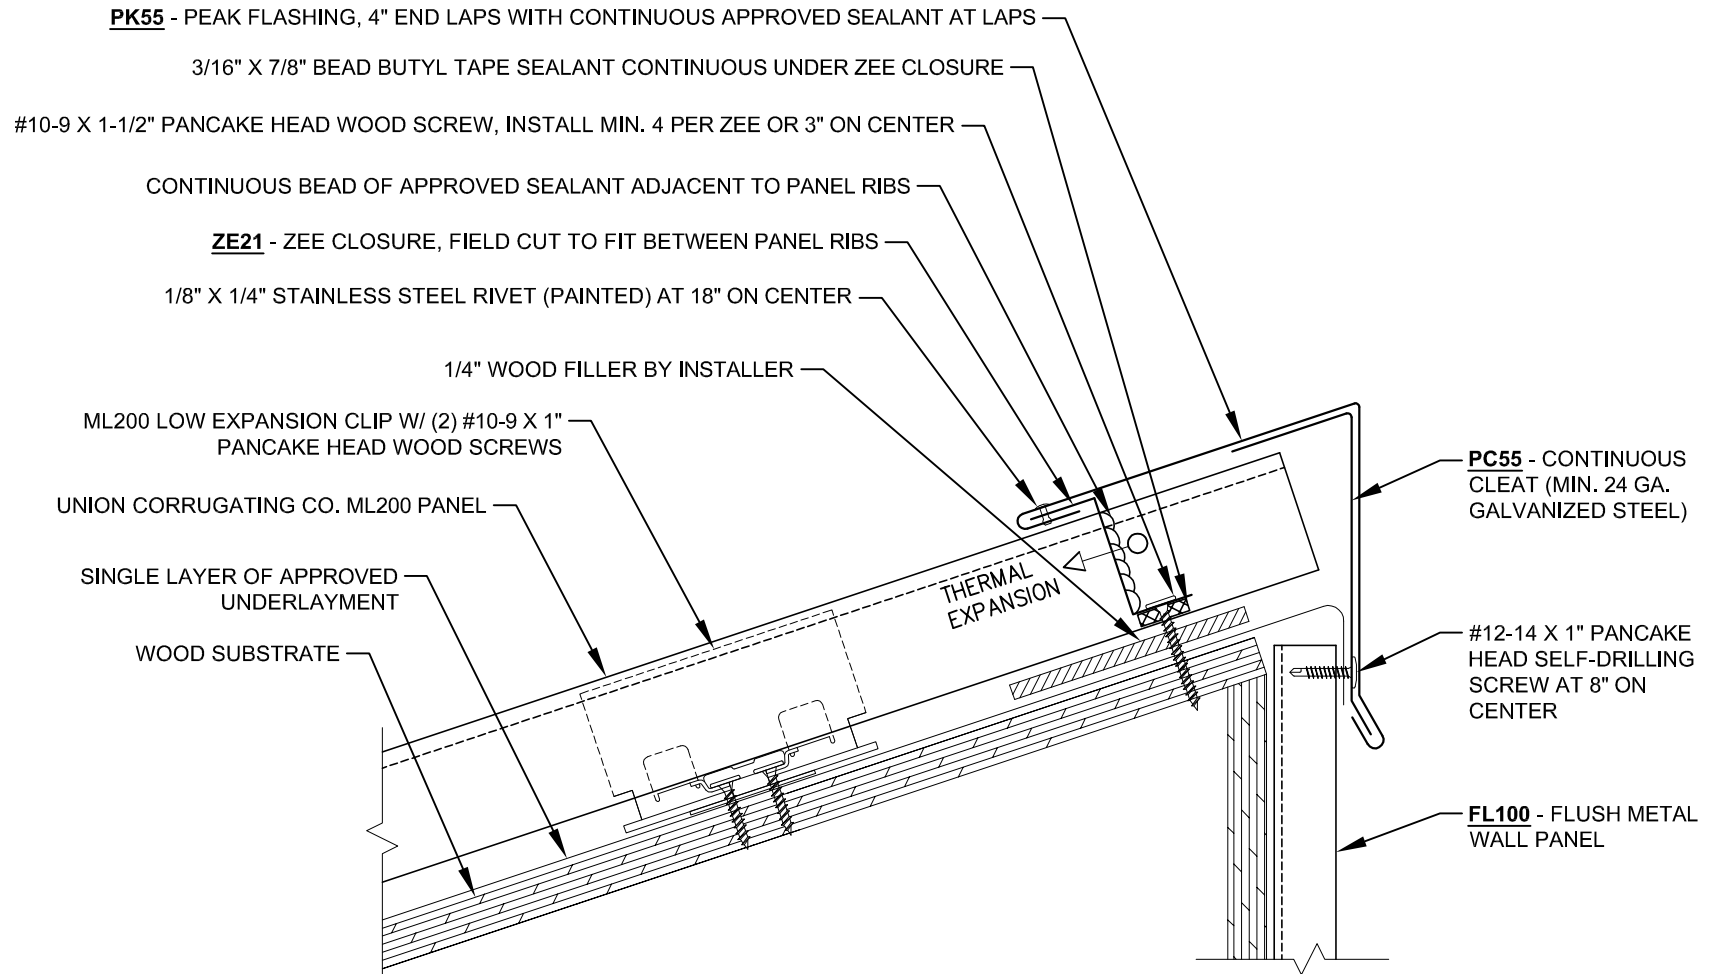 PK55 - PEAK FLASHING, 4" END LAPS WITH CONTINUOUS APPROVED SEALANT AT LAPS
3/16" X 7/8" BEAD BUTYL TAPE SEALANT CONTINUOUS UNDER ZEE CLOSURE
#10-9 X 1-1/2" PANCAKE HEAD WOOD SCREW, INSTALL MIN. 4 PER ZEE OR 3" ON CENTER
CONTINUOUS BEAD OF APPROVED SEALANT ADJACENT TO PANEL RIBS
ZE21 - ZEE CLOSURE, FIELD CUT TO FIT BETWEEN PANEL RIBS
1/8" X 1/4" STAINLESS STEEL RIVET (PAINTED) AT 18" ON CENTER
1/4" WOOD FILLER BY INSTALLER
ML200 LOW EXPANSION CLIP W/ (2) #10-9 X 1"
PANCAKE HEAD WOOD SCREWS
UNION CORRUGATING CO. ML200 PANEL
SINGLE LAYER OF APPROVED
UNDERLAYMENT
WOOD SUBSTRATE
THERMAL
EXPANSION
PC55 - CONTINUOUS
CLEAT (MIN. 24 GA.
GALVANIZED STEEL)
#12-14 X 1" PANCAKE
HEAD SELF-DRILLING
SCREW AT 8" ON
CENTER
FL100 - FLUSH METAL
WALL PANEL